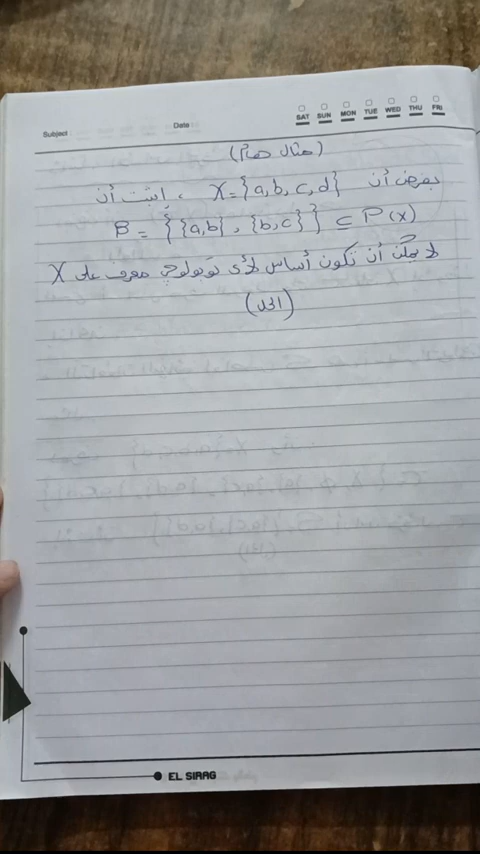 Subject: Date: SAT SUN MON TUE WED THU FRI
(مثال هام)
بفرض أن X={a,b,c,d} ، إثبت أن
B = {{a,b}, {b,c}} ⊆ P(x)
لا يمكن أن تكون أساس لأى توبولوجى معرف على X
(الحل)
EL SIRAG